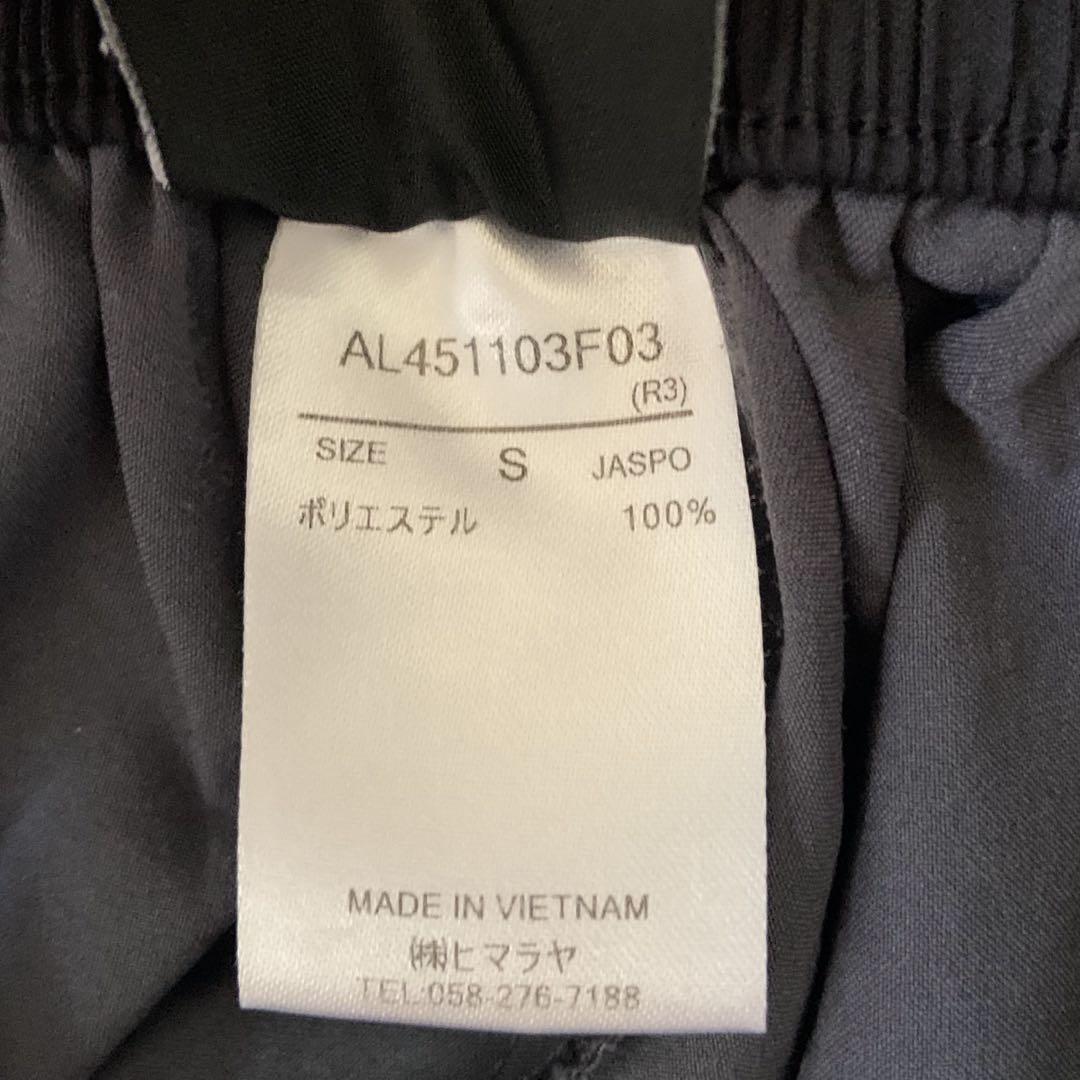 AL451103F03
(R3)
SIZE S JASPO
ポリエステル 100%
MADE IN VIETNAM
㈱ヒマラヤ
TEL:058-276-7188